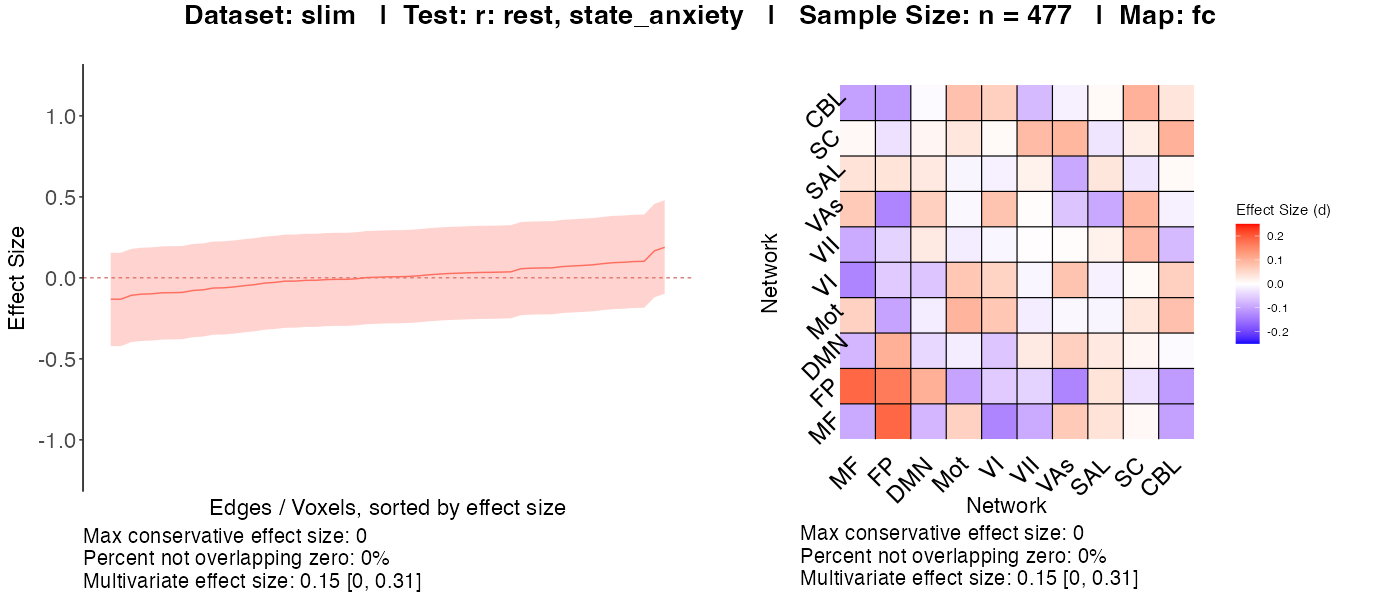 Dataset: slim | Test: r: rest, state_anxiety | Sample Size: n = 477 | Map: fc
Effect Size
1.0
0.5
0.0
-0.5
-1.0
Edges / Voxels, sorted by effect size
Max conservative effect size: 0
Percent not overlapping zero: 0%
Multivariate effect size: 0.15 [0, 0.31]
Network
CBL
SC
SAL
VAs
VII
VI
Mot
DMN
FP
MF
MF
FP
DMN
Mot
VI
VII
VAs
SAL
SC
CBL
Network
Max conservative effect size: 0
Percent not overlapping zero: 0%
Multivariate effect size: 0.15 [0, 0.31]
Effect Size (d)
0.2
0.1
0.0
-0.1
-0.2